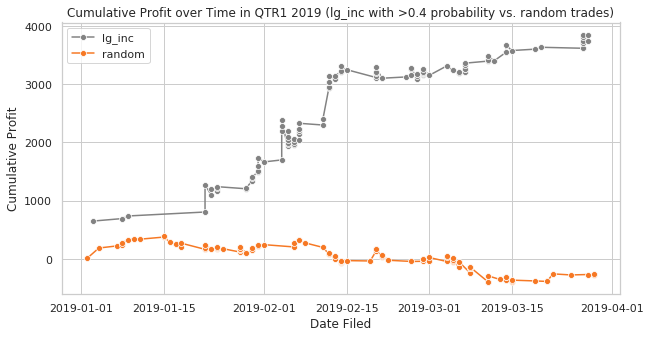 Cumulative Profit over Time in QTR1 2019 (lg_inc with >0.4 probability vs. random trades)
lg_inc
random
Cumulative Profit
4000
3000
2000
1000
0
2019-01-01 2019-01-15 2019-02-01 2019-02-15 2019-03-01 2019-03-15 2019-04-01
Date Filed